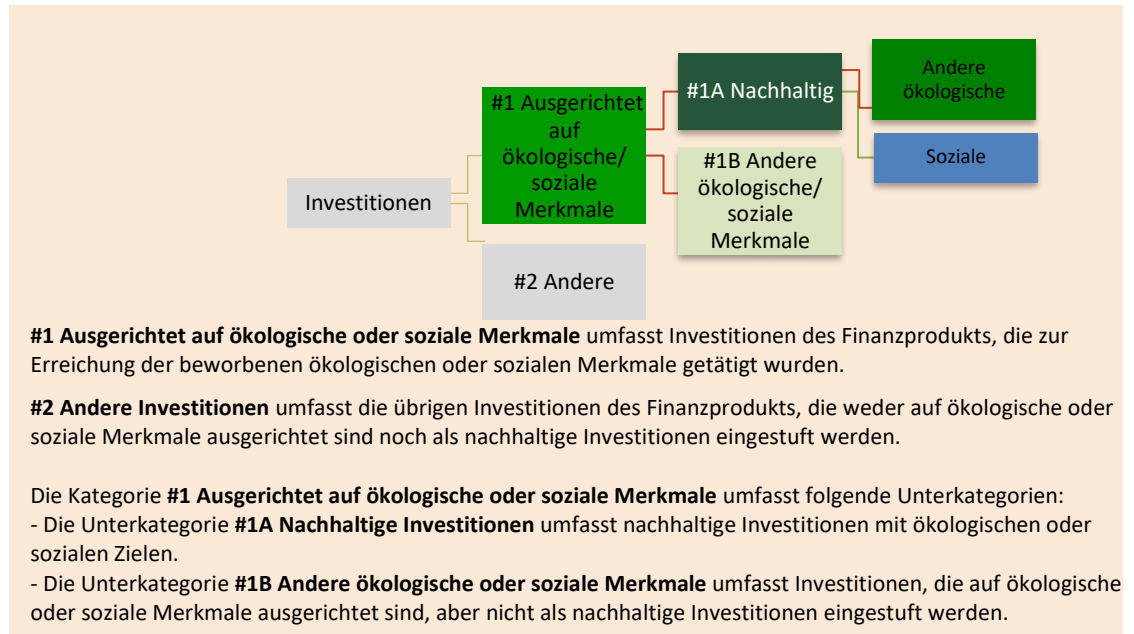 Investitionen
#1 Ausgerichtet
auf
ökologische/
soziale
Merkmale
#2 Andere
#1A Nachhaltig
#1B Andere
ökologische/
soziale
Merkmale
Andere
ökologische
Soziale
#1 Ausgerichtet auf ökologische oder soziale Merkmale umfasst Investitionen des Finanzprodukts, die zur
Erreichung der beworbenen ökologischen oder sozialen Merkmale getätigt wurden.
#2 Andere Investitionen umfasst die übrigen Investitionen des Finanzprodukts, die weder auf ökologische oder
soziale Merkmale ausgerichtet sind noch als nachhaltige Investitionen eingestuft werden.
Die Kategorie #1 Ausgerichtet auf ökologische oder soziale Merkmale umfasst folgende Unterkategorien:
- Die Unterkategorie #1A Nachhaltige Investitionen umfasst nachhaltige Investitionen mit ökologischen oder
sozialen Zielen.
- Die Unterkategorie #1B Andere ökologische oder soziale Merkmale umfasst Investitionen, die auf ökologische
oder soziale Merkmale ausgerichtet sind, aber nicht als nachhaltige Investitionen eingestuft werden.